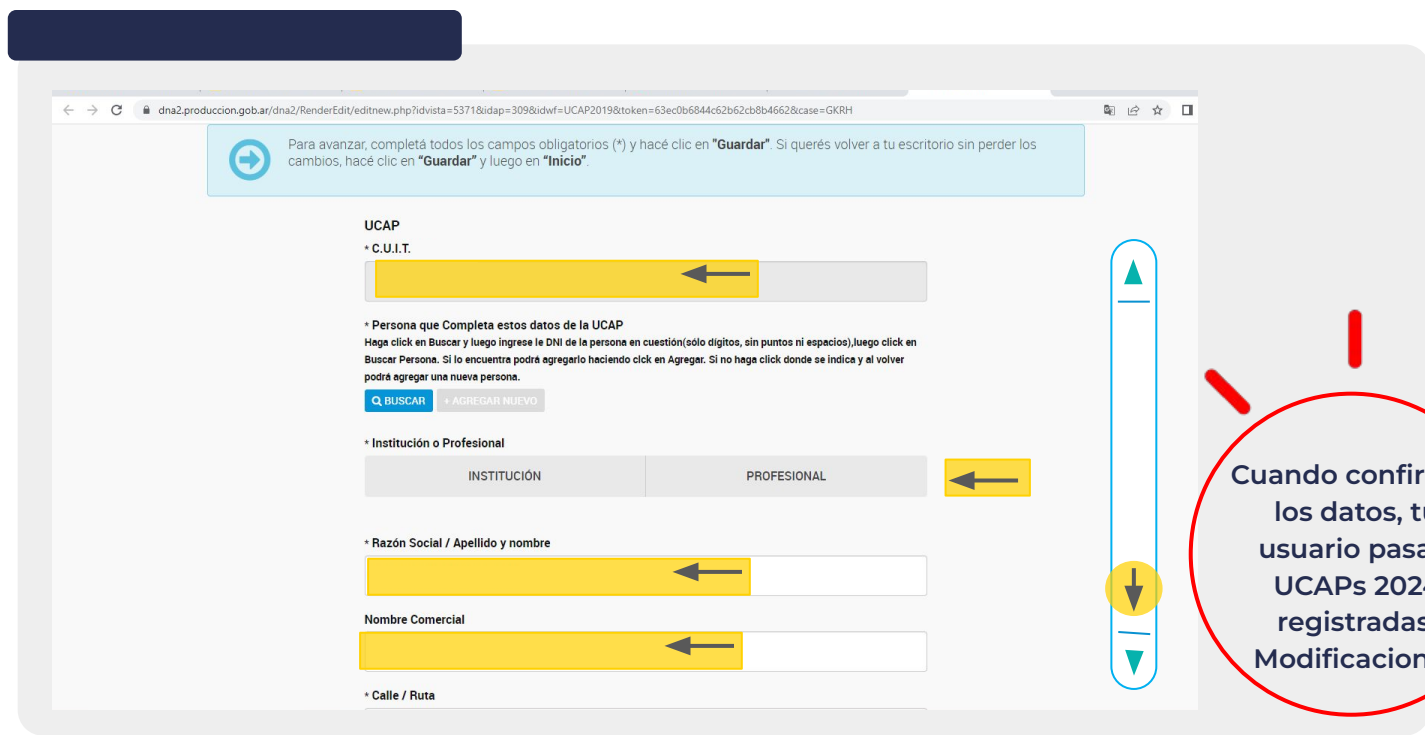 dna2.produccion.gob.ar/dna2/RenderEdit/editnew.php?idvista=5371&idap=309&idwf=UCAP2019&token=63ec0b6844c62b62cb8b4662&case=GKRH
Para avanzar, completá todos los campos obligatorios (*) y hacé clic en "Guardar". Si querés volver a tu escritorio sin perder los
cambios, hacé clic en "Guardar" y luego en "Inicio".
UCAP
* C.U.I.T.
* Persona que Completa estos datos de la UCAP
Haga click en Buscar y luego ingrese le DNI de la persona en cuestión(sólo dígitos, sin puntos ni espacios),luego click en
Buscar Persona. Si lo encuentra podrá agregarlo haciendo clck en Agregar. Si no haga click donde se indica y al volver
podrá agregar una nueva persona.
BUSCAR + AGREGAR NUEVO
* Institución o Profesional
INSTITUCIÓN PROFESIONAL
* Razón Social / Apellido y nombre
Nombre Comercial
* Calle / Ruta
Cuando
los datos,
usuario
UCAPs